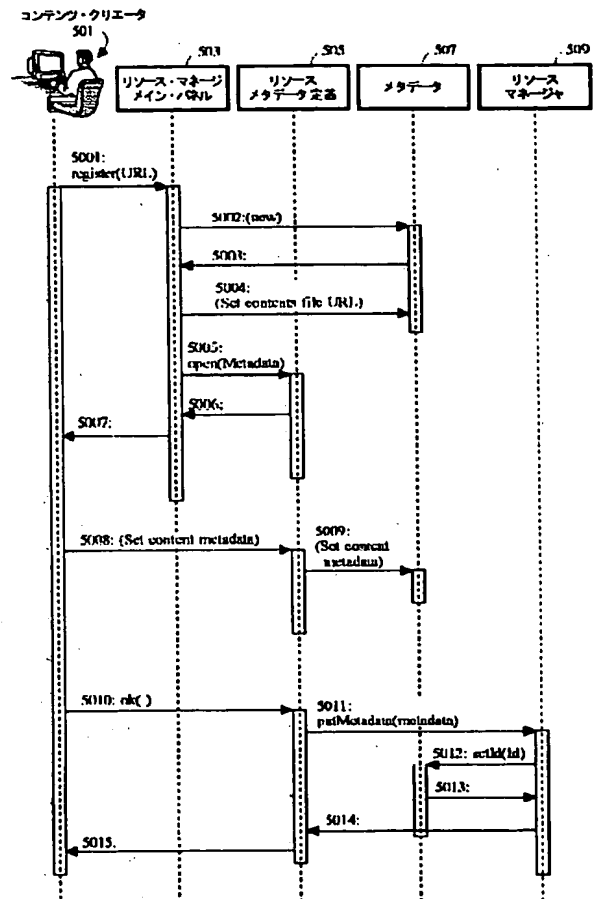 コンテンツ・クリエータ
501
503
505
507
509
リソース・マネージ
メイン・パネル
リソース
メタデータ定義
メタデータ
リソース
マネージャ
5001:
register(URL)
5002:(new)
5003:
5004:
(Set contents file URL)
5005:
open(Metadata)
5006:
5007:
5008: (Set content metadata)
5009:
(Set content
metadata)
5010: ok( )
5011:
putMetadata(metadata)
5012: setId(id)
5013:
5014:
5015: